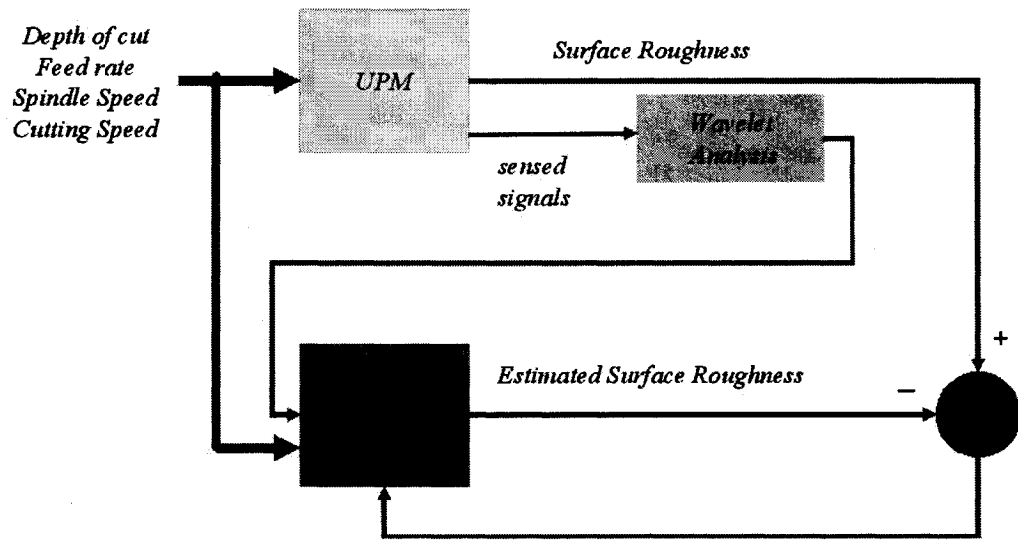 Depth of cut
Feed rate
Spindle Speed
Cutting Speed
UPM
Surface Roughness
Wavelet
Analysis
sensed
signals
+
Estimated Surface Roughness
−